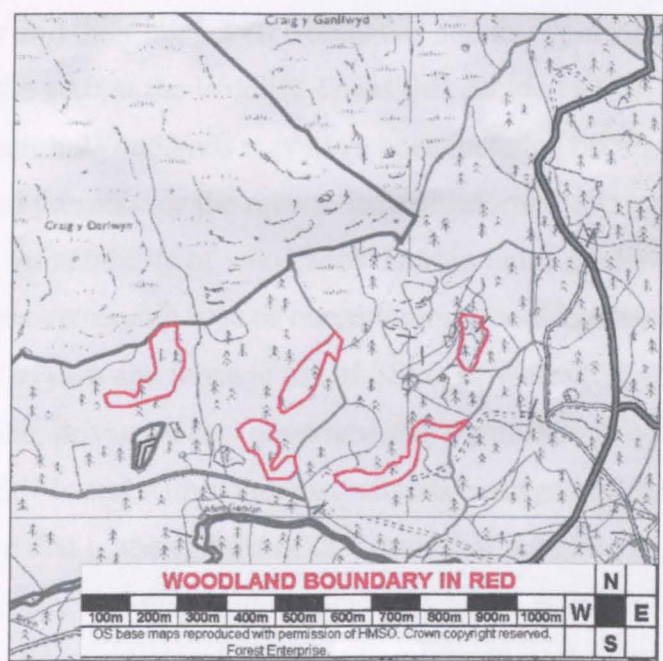 Craig y Ganllwyd
Craig y Derlwyn
WOODLAND BOUNDARY IN RED
100m 200m 300m 400m 500m 600m 700m 800m 900m 1000m
OS base maps reproduced with permission of HMSO. Crown copyright reserved.
Forest Enterprise.
N
W E
S